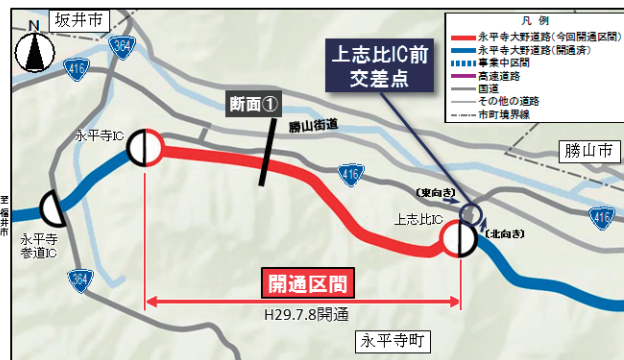 坂井市
364
416
永平寺IC
断面①
勝山街道
上志比IC前
交差点
凡 例
永平寺大野道路(今回開通区間)
永平寺大野道路(開通済)
事業中区間
高速道路
国道
その他の道路
市町境界線
勝山市
416
(東向き)
416
上志比IC
(北向き)
至 福井市
永平寺
参道IC
364
開通区間
H29.7.8開通
永平寺町